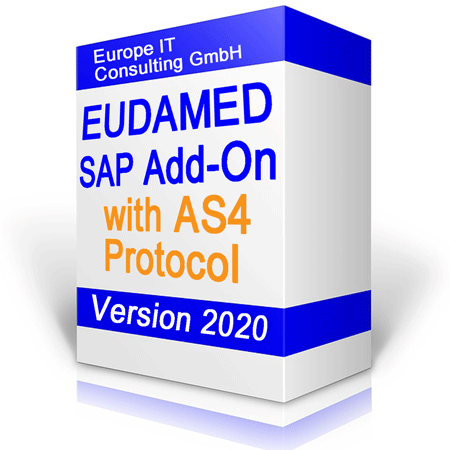 Europe IT
Consulting GmbH
EUDAMED
SAP Add-On
with AS4
Protocol
Version 2020